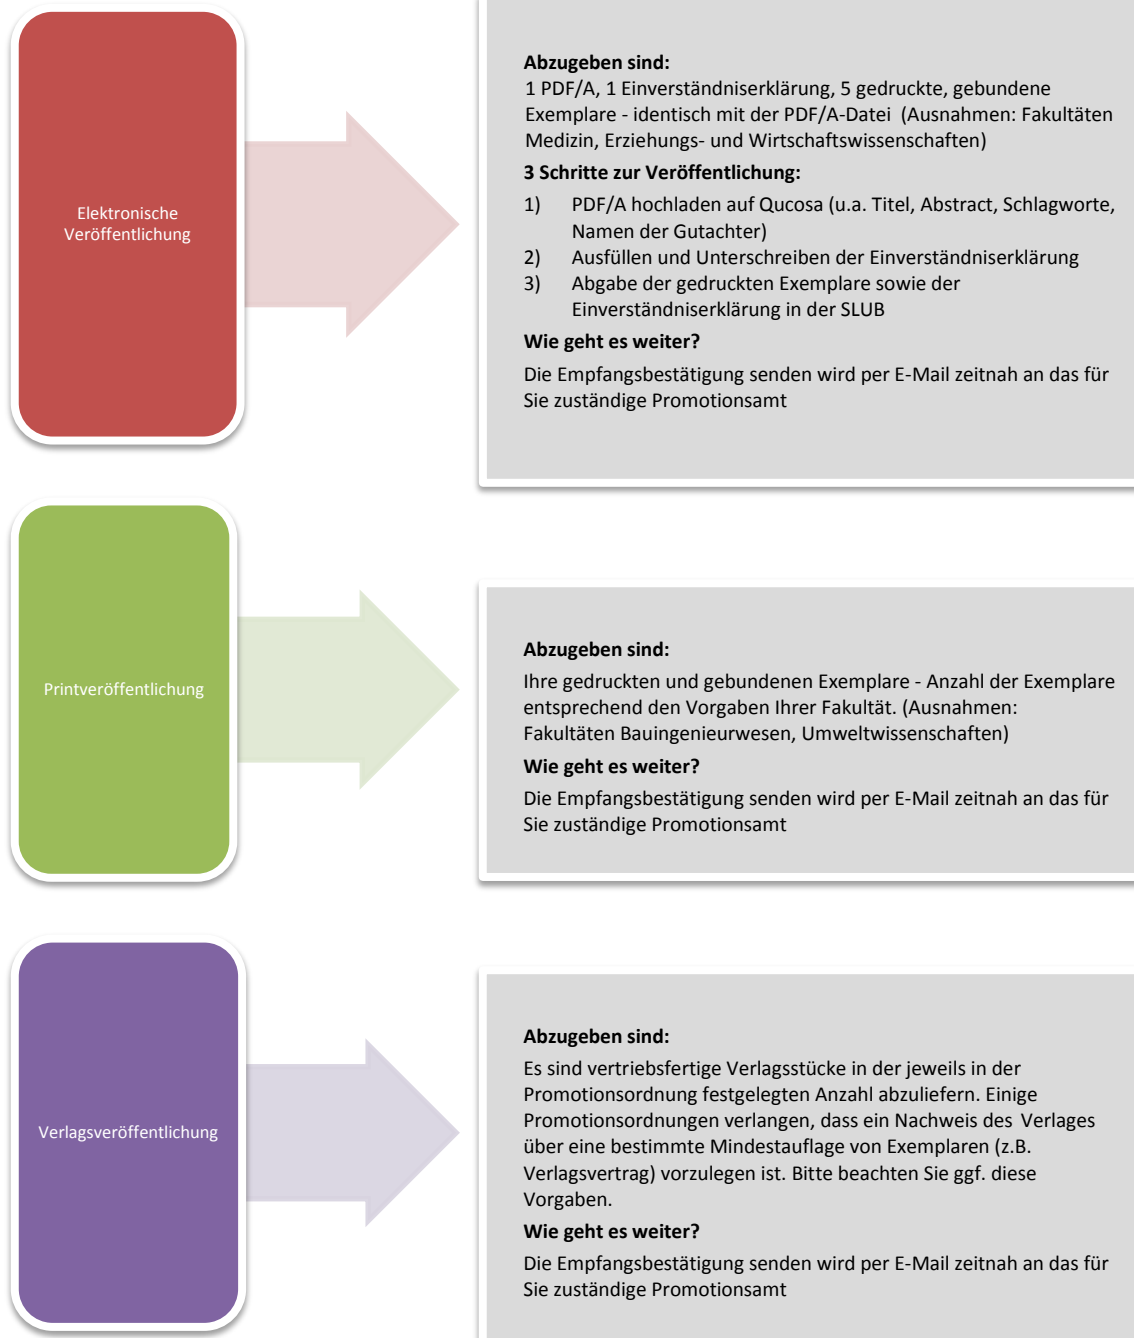 Elektronische
Veröffentlichung
Abzugeben sind:
1 PDF/A, 1 Einverständniserklärung, 5 gedruckte, gebundene
Exemplare - identisch mit der PDF/A-Datei (Ausnahmen: Fakultäten
Medizin, Erziehungs- und Wirtschaftswissenschaften)
3 Schritte zur Veröffentlichung:
1) PDF/A hochladen auf Qucosa (u.a. Titel, Abstract, Schlagworte,
Namen der Gutachter)
2) Ausfüllen und Unterschreiben der Einverständniserklärung
3) Abgabe der gedruckten Exemplare sowie der
Einverständniserklärung in der SLUB
Wie geht es weiter?
Die Empfangsbestätigung senden wird per E-Mail zeitnah an das für
Sie zuständige Promotionsamt
Printveröffentlichung
Abzugeben sind:
Ihre gedruckten und gebundenen Exemplare - Anzahl der Exemplare
entsprechend den Vorgaben Ihrer Fakultät. (Ausnahmen:
Fakultäten Bauingenieurwesen, Umweltwissenschaften)
Wie geht es weiter?
Die Empfangsbestätigung senden wird per E-Mail zeitnah an das für
Sie zuständige Promotionsamt
Verlagsveröffentlichung
Abzugeben sind:
Es sind vertriebsfertige Verlagsstücke in der jeweils in der
Promotionsordnung festgelegten Anzahl abzuliefern. Einige
Promotionsordnungen verlangen, dass ein Nachweis des Verlages
über eine bestimmte Mindestauflage von Exemplaren (z.B.
Verlagsvertrag) vorzulegen ist. Bitte beachten Sie ggf. diese
Vorgaben.
Wie geht es weiter?
Die Empfangsbestätigung senden wird per E-Mail zeitnah an das für
Sie zuständige Promotionsamt